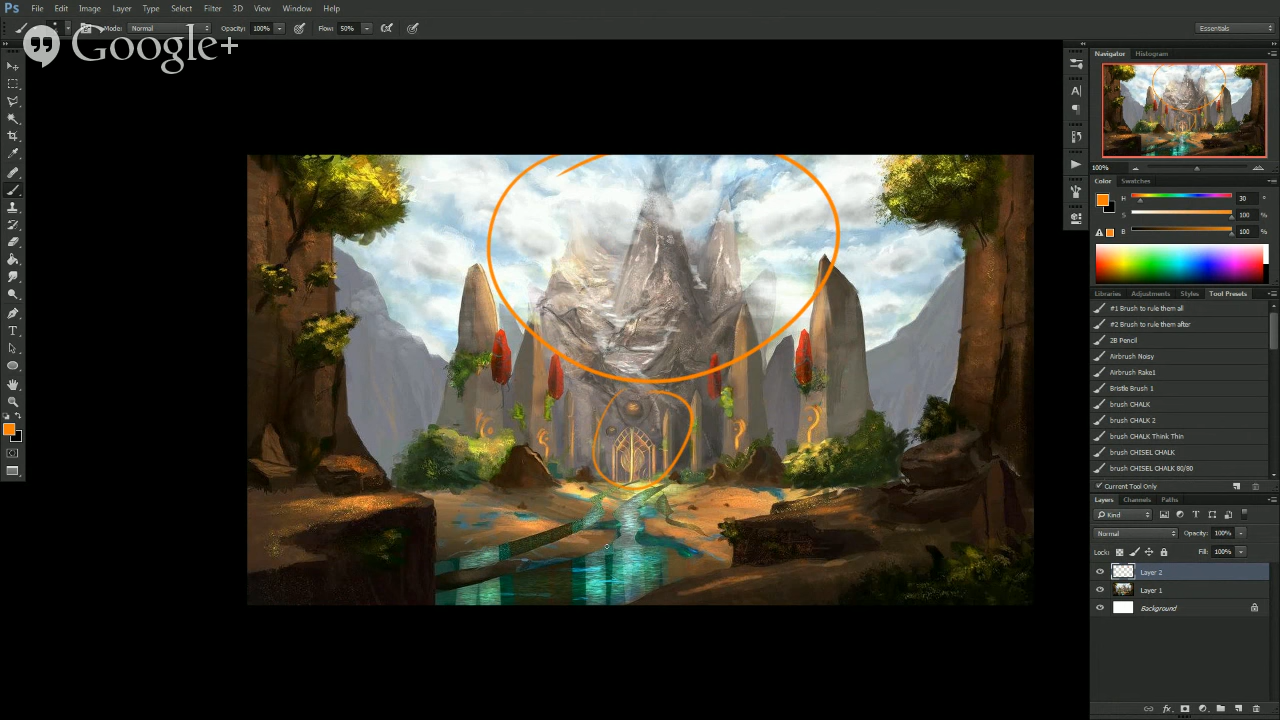 Ps File Edit Image Layer Type Select Filter 3D View Window Help
Mode: Normal Opacity: 100% Flow: 50% Essentials
Google+
Navigator Histogram
100%
Color Swatches
H 30 °
S 100 %
B 100 %
Libraries Adjustments Styles Tool Presets
#1 Brush to rule them all
#2 Brush to rule them after
2B Pencil
Airbrush Noisy
Airbrush Rake1
Bristle Brush 1
brush CHALK
brush CHALK 2
brush CHALK Think Thin
brush CHISEL CHALK
brush CHISEL CHALK 80/80
Current Tool Only
Layers Channels Paths
Kind
Normal Opacity: 100%
Lock: Fill: 100%
Layer 2
Layer 1
Background